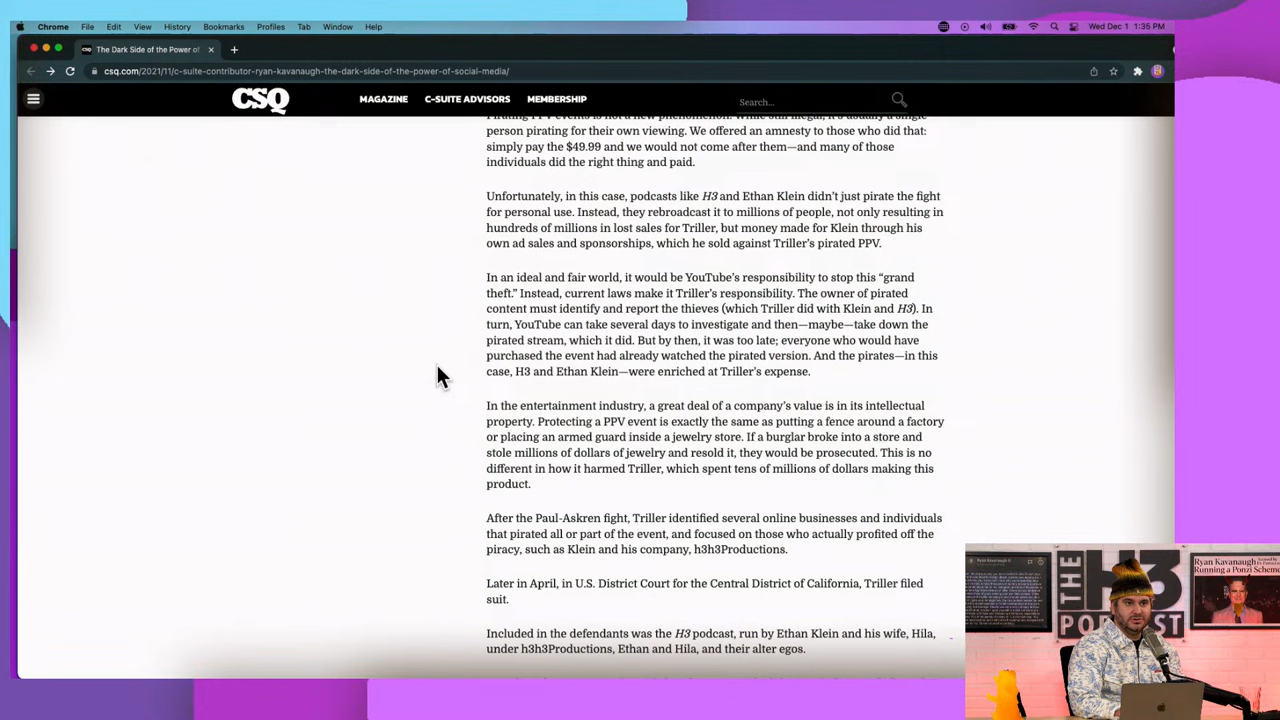 Chrome File Edit View History Bookmarks Profiles Tab Window Help Wed Dec 1 1:35 PM
CSQ The Dark Side of the Power of
csq.com/2021/11/c-suite-contributor-ryan-kavanaugh-the-dark-side-of-the-power-of-social-media/
CSQ MAGAZINE C-SUITE ADVISORS MEMBERSHIP Search...
Pirating PPV events is not a new phenomenon. While still illegal, it's usually a single
person pirating for their own viewing. We offered an amnesty to those who did that:
simply pay the $49.99 and we would not come after them—and many of those
individuals did the right thing and paid.
Unfortunately, in this case, podcasts like H3 and Ethan Klein didn't just pirate the fight
for personal use. Instead, they rebroadcast it to millions of people, not only resulting in
hundreds of millions in lost sales for Triller, but money made for Klein through his
own ad sales and sponsorships, which he sold against Triller's pirated PPV.
In an ideal and fair world, it would be YouTube's responsibility to stop this “grand
theft.” Instead, current laws make it Triller's responsibility. The owner of pirated
content must identify and report the thieves (which Triller did with Klein and H3). In
turn, YouTube can take several days to investigate and then—maybe—take down the
pirated stream, which it did. But by then, it was too late; everyone who would have
purchased the event had already watched the pirated version. And the pirates—in this
case, H3 and Ethan Klein—were enriched at Triller's expense.
In the entertainment industry, a great deal of a company's value is in its intellectual
property. Protecting a PPV event is exactly the same as putting a fence around a factory
or placing an armed guard inside a jewelry store. If a burglar broke into a store and
stole millions of dollars of jewelry and resold it, they would be prosecuted. This is no
different in how it harmed Triller, which spent tens of millions of dollars making this
product.
After the Paul-Askren fight, Triller identified several online businesses and individuals
that pirated all or part of the event, and focused on those who actually profited off the
piracy, such as Klein and his company, h3h3Productions.
Later in April, in U.S. District Court for the Central District of California, Triller filed
suit.
Included in the defendants was the H3 podcast, run by Ethan Klein and his wife, Hila,
under h3h3Productions, Ethan and Hila, and their alter egos.
THE H3 PODCAST
Ryan Kavanaugh
Running a Ponzi Scheme